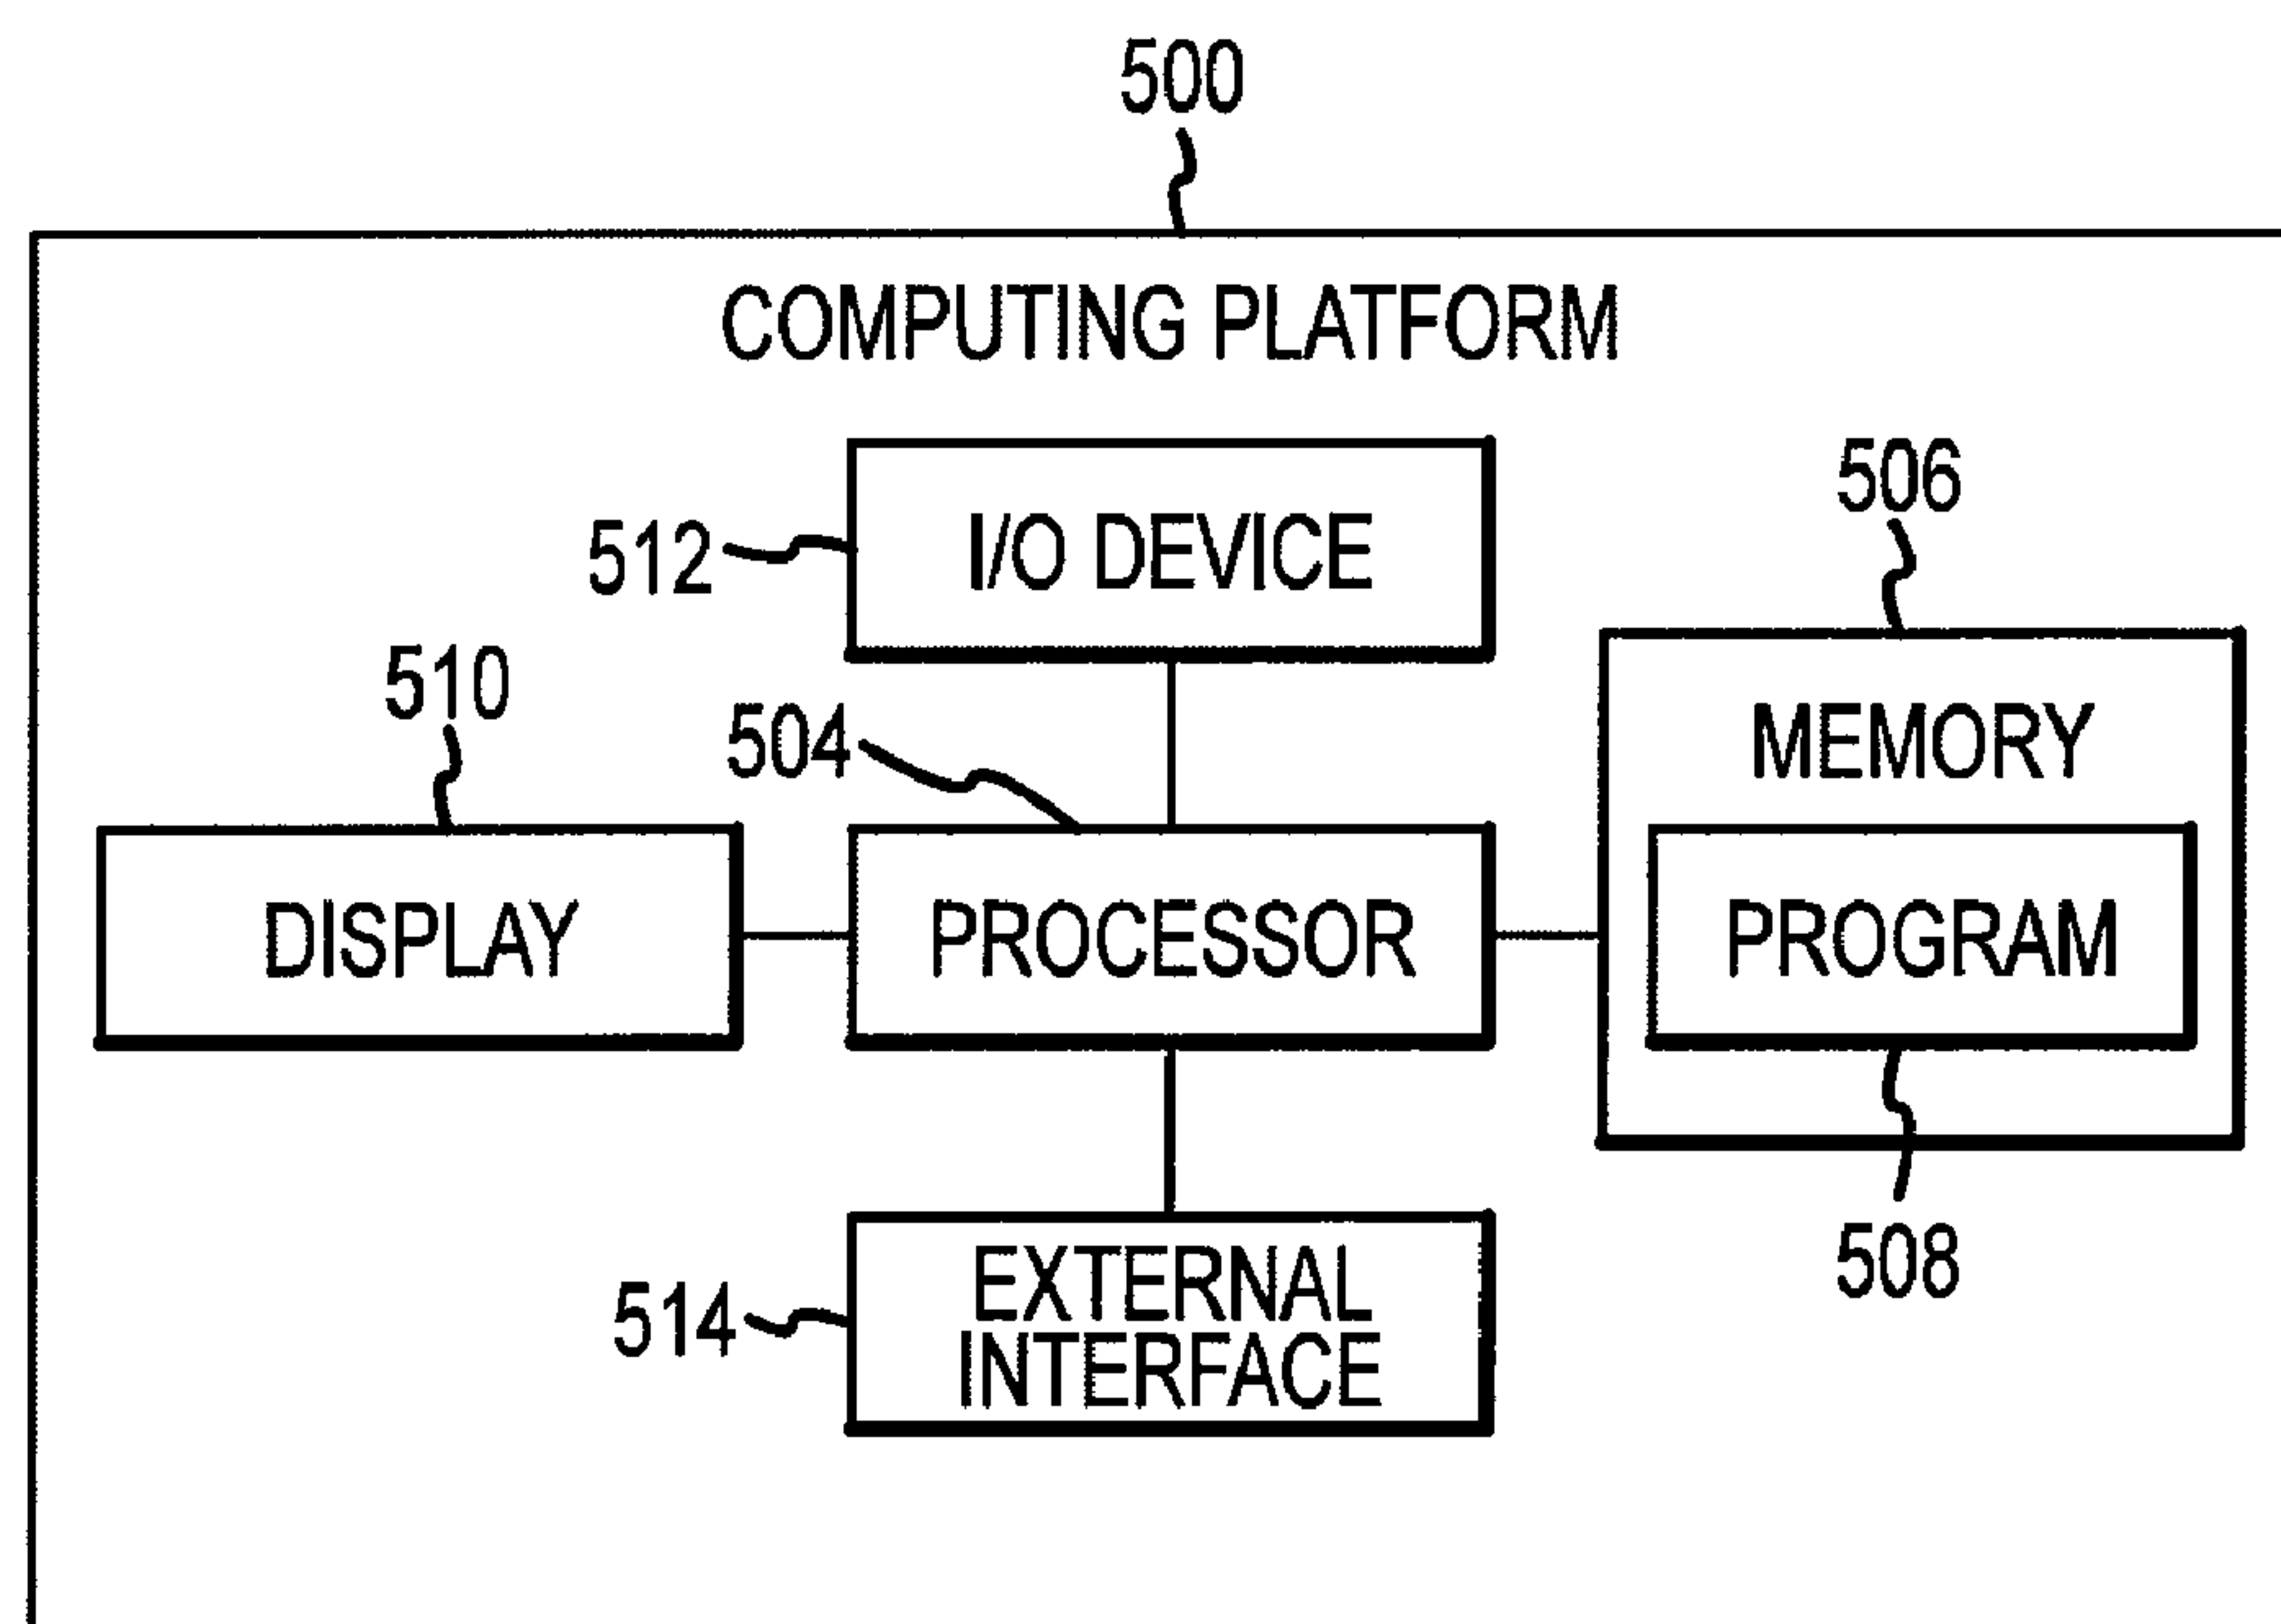 500
COMPUTING PLATFORM
506
512
I/O DEVICE
510
504
MEMORY
DISPLAY
PROCESSOR
PROGRAM
508
514
EXTERNAL
INTERFACE